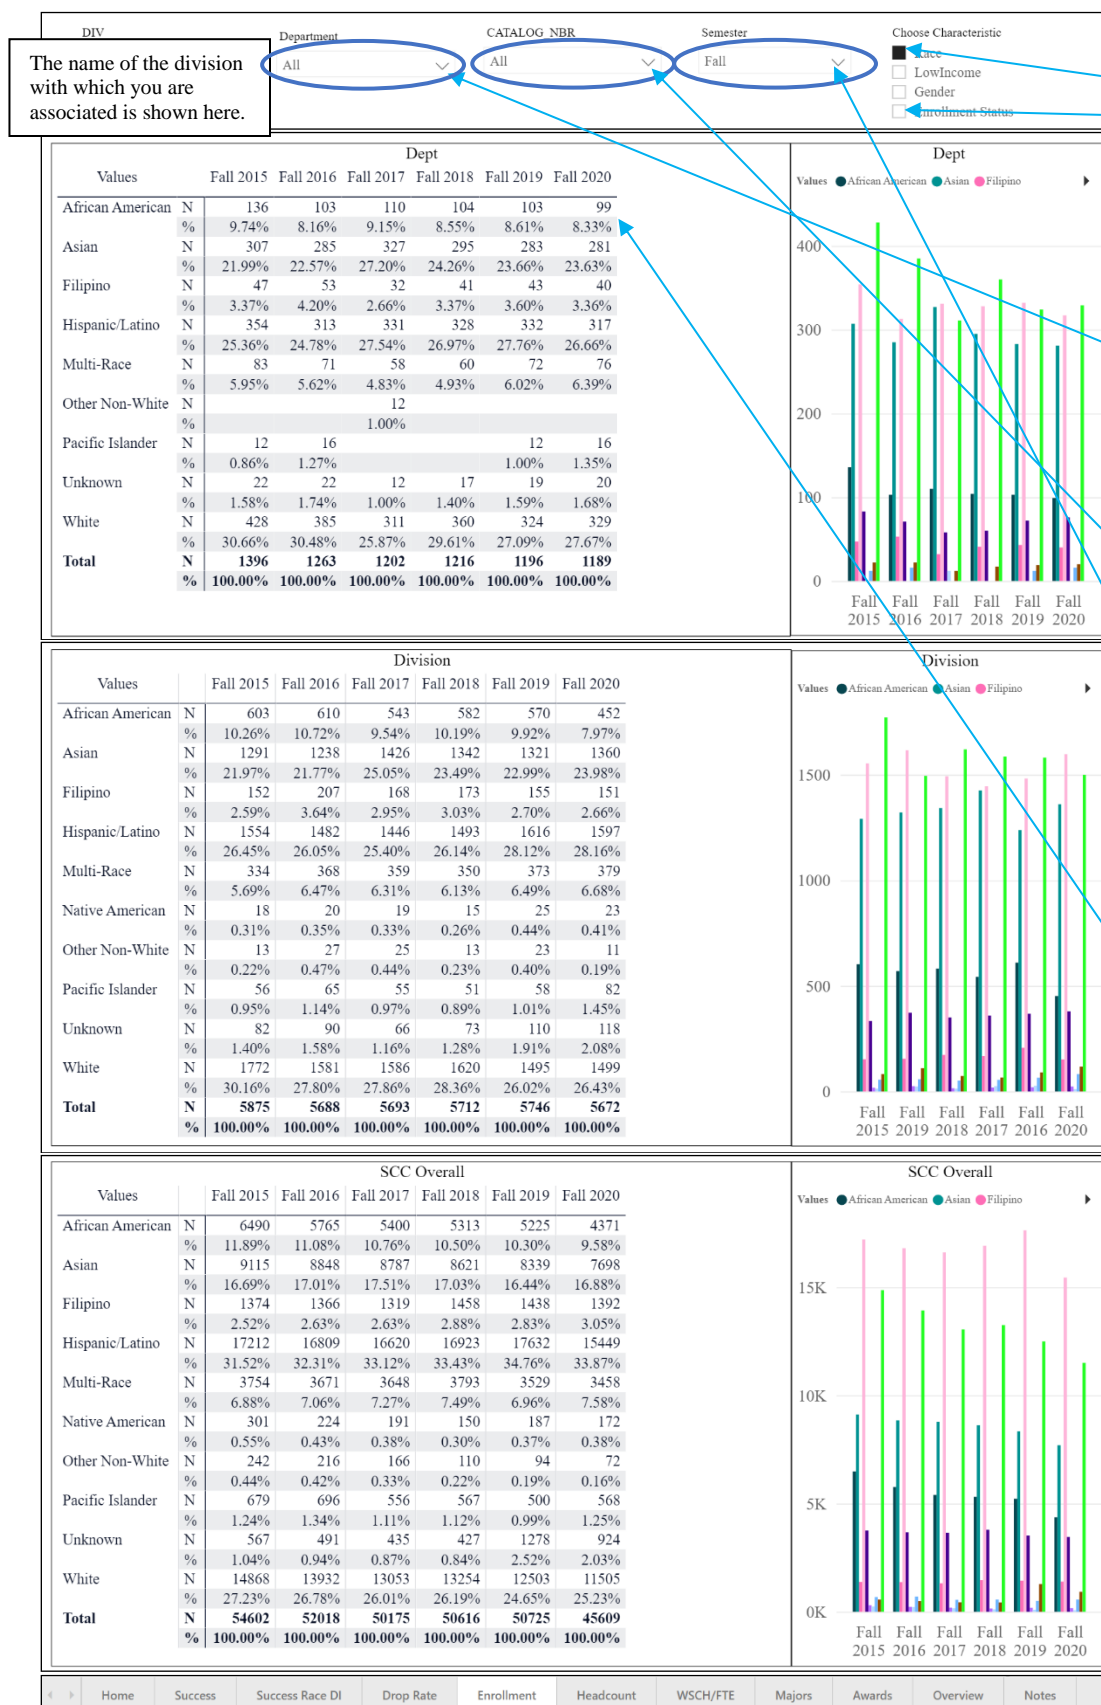 DIV
Department
CATALOG_NBR
Semester
Choose Characteristic
The name of the division
with which you are
associated is shown here.
All
All
Fall
Race
LowIncome
Gender
Enrollment Status
Dept
Values Fall 2015 Fall 2016 Fall 2017 Fall 2018 Fall 2019 Fall 2020
African American N 136 103 110 104 103 99
% 9.74% 8.16% 9.15% 8.55% 8.61% 8.33%
Asian N 307 285 327 295 283 281
% 21.99% 22.57% 27.20% 24.26% 23.66% 23.63%
Filipino N 47 53 32 41 43 40
% 3.37% 4.20% 2.66% 3.37% 3.60% 3.36%
Hispanic/Latino N 354 313 331 328 332 317
% 25.36% 24.78% 27.54% 26.97% 27.76% 26.66%
Multi-Race N 83 71 58 60 72 76
% 5.95% 5.62% 4.83% 4.93% 6.02% 6.39%
Other Non-White N 12
% 1.00%
Pacific Islander N 12 16 12 16
% 0.86% 1.27% 1.00% 1.35%
Unknown N 22 22 12 17 19 20
% 1.58% 1.74% 1.00% 1.40% 1.59% 1.68%
White N 428 385 311 360 324 329
% 30.66% 30.48% 25.87% 29.61% 27.09% 27.67%
Total N 1396 1263 1202 1216 1196 1189
% 100.00% 100.00% 100.00% 100.00% 100.00% 100.00%
Dept
Values African American Asian Filipino
400
300
200
100
0
Fall Fall Fall Fall Fall Fall
2015 2016 2017 2018 2019 2020
Division
Values Fall 2015 Fall 2016 Fall 2017 Fall 2018 Fall 2019 Fall 2020
African American N 603 610 543 582 570 452
% 10.26% 10.72% 9.54% 10.19% 9.92% 7.97%
Asian N 1291 1238 1426 1342 1321 1360
% 21.97% 21.77% 25.05% 23.49% 22.99% 23.98%
Filipino N 152 207 168 173 155 151
% 2.59% 3.64% 2.95% 3.03% 2.70% 2.66%
Hispanic/Latino N 1554 1482 1446 1493 1616 1597
% 26.45% 26.05% 25.40% 26.14% 28.12% 28.16%
Multi-Race N 334 368 359 350 373 379
% 5.69% 6.47% 6.31% 6.13% 6.49% 6.68%
Native American N 18 20 19 15 25 23
% 0.31% 0.35% 0.33% 0.26% 0.44% 0.41%
Other Non-White N 13 27 25 13 23 11
% 0.22% 0.47% 0.44% 0.23% 0.40% 0.19%
Pacific Islander N 56 65 55 51 58 82
% 0.95% 1.14% 0.97% 0.89% 1.01% 1.45%
Unknown N 82 90 66 73 110 118
% 1.40% 1.58% 1.16% 1.28% 1.91% 2.08%
White N 1772 1581 1586 1620 1495 1499
% 30.16% 27.80% 27.86% 28.36% 26.02% 26.43%
Total N 5875 5688 5693 5712 5746 5672
% 100.00% 100.00% 100.00% 100.00% 100.00% 100.00%
Division
Values African American Asian Filipino
1500
1000
500
0
Fall Fall Fall Fall Fall Fall
2015 2019 2018 2017 2016 2020
SCC Overall
Values Fall 2015 Fall 2016 Fall 2017 Fall 2018 Fall 2019 Fall 2020
African American N 6490 5765 5400 5313 5225 4371
% 11.89% 11.08% 10.76% 10.50% 10.30% 9.58%
Asian N 9115 8848 8787 8621 8339 7698
% 16.69% 17.01% 17.51% 17.03% 16.44% 16.88%
Filipino N 1374 1366 1319 1458 1438 1392
% 2.52% 2.63% 2.63% 2.88% 2.83% 3.05%
Hispanic/Latino N 17212 16809 16620 16923 17632 15449
% 31.52% 32.31% 33.12% 33.43% 34.76% 33.87%
Multi-Race N 3754 3671 3648 3793 3529 3458
% 6.88% 7.06% 7.27% 7.49% 6.96% 7.58%
Native American N 301 224 191 150 187 172
% 0.55% 0.43% 0.38% 0.30% 0.37% 0.38%
Other Non-White N 242 216 166 110 94 72
% 0.44% 0.42% 0.33% 0.22% 0.19% 0.16%
Pacific Islander N 679 696 556 567 500 568
% 1.24% 1.34% 1.11% 1.12% 0.99% 1.25%
Unknown N 567 491 435 427 1278 924
% 1.04% 0.94% 0.87% 0.84% 2.52% 2.03%
White N 14868 13932 13053 13254 12503 11505
% 27.23% 26.78% 26.01% 26.19% 24.65% 25.23%
Total N 54602 52018 50175 50616 50725 45609
% 100.00% 100.00% 100.00% 100.00% 100.00% 100.00%
SCC Overall
Values African American Asian Filipino
15K
10K
5K
0K
Fall Fall Fall Fall Fall Fall
2015 2016 2017 2018 2019 2020
Home Success Success Race DI Drop Rate Enrollment Headcount WSCH/FTE Majors Awards Overview Notes